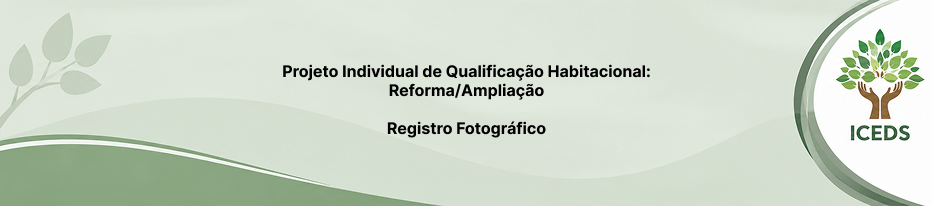 Projeto Individual de Qualificação Habitacional:
Reforma/Ampliação
Registro Fotográfico
ICEDS